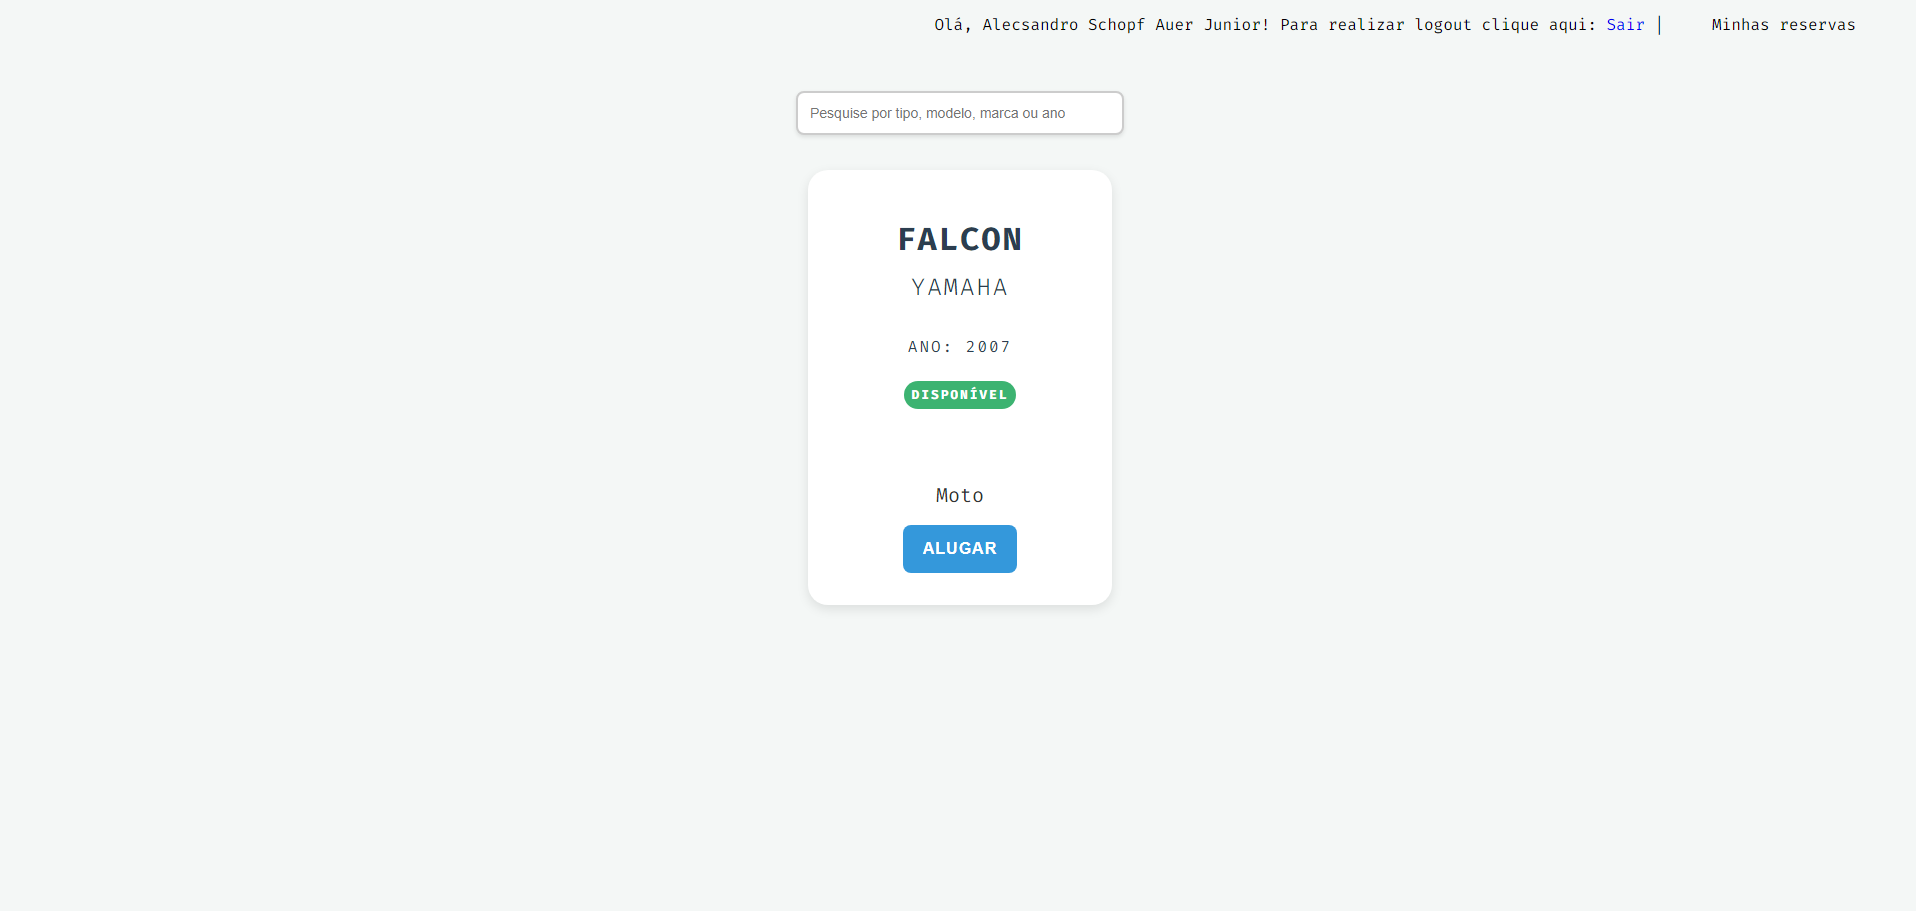 Olá, Alecsandro Schopf Auer Junior! Para realizar logout clique aqui: Sair | Minhas reservas
Pesquise por tipo, modelo, marca ou ano
FALCON
YAMAHA
ANO: 2007
DISPONÍVEL
Moto
ALUGAR